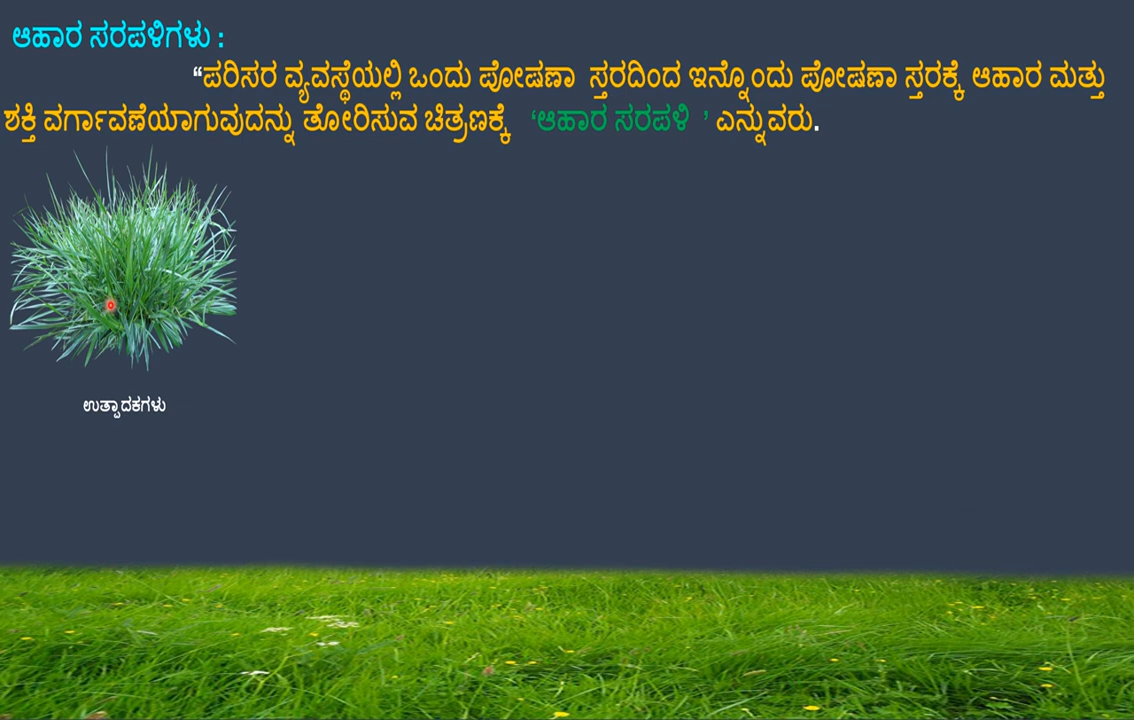 ಆಹಾರ ಸರಪಳಿಗಳು :
“ಪರಿಸರ ವ್ಯವಸ್ಥೆಯಲ್ಲಿ ಒಂದು ಪೋಷಣಾ ಸ್ತರದಿಂದ ಇನ್ನೊಂದು ಪೋಷಣಾ ಸ್ತರಕ್ಕೆ ಆಹಾರ ಮತ್ತು
ಶಕ್ತಿ ವರ್ಗಾವಣೆಯಾಗುವುದನ್ನು ತೋರಿಸುವ ಚಿತ್ರಣಕ್ಕೆ ‘ಆಹಾರ ಸರಪಳಿ ’ ಎನ್ನುವರು.
ಉತ್ಪಾದಕಗಳು